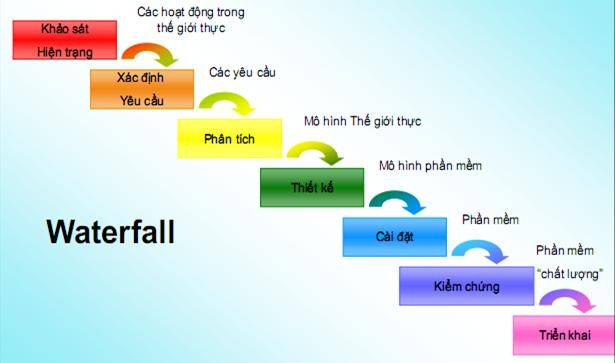 Các hoạt động trong
thế giới thực
Khảo sát
Hiện trạng
Các yêu cầu
Xác định
Yêu cầu
Mô hình Thế giới thực
Phân tích
Mô hình phần mềm
Thiết kế
Phần mềm
Waterfall
Cài đặt
Phần mềm
“chất lượng”
Kiểm chứng
Triển khai